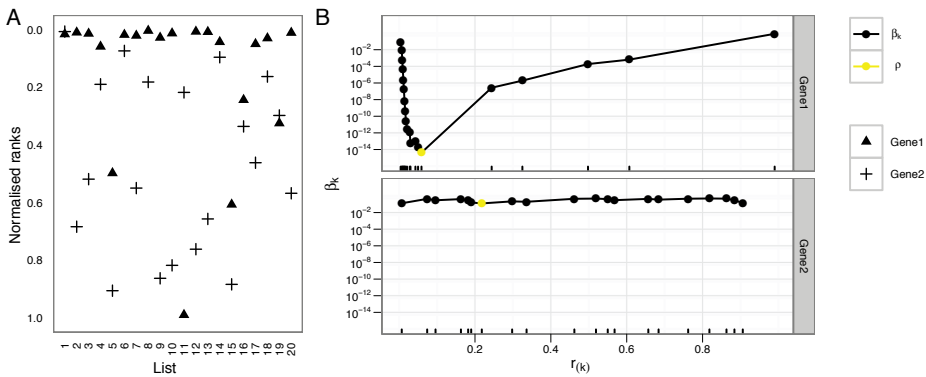 A
Normalised ranks
0.0
0.2
0.4
0.6
0.8
1.0
1 2 3 4 5 6 7 8 9 10 11 12 13 14 15 16 17 18 19 20
List
B
βk
10−2
10−4
10−6
10−8
10−10
10−12
10−14
Gene1
10−2
10−4
10−6
10−8
10−10
10−12
10−14
Gene2
0.2 0.4 0.6 0.8
r(k)
βk
ρ
Gene1
Gene2